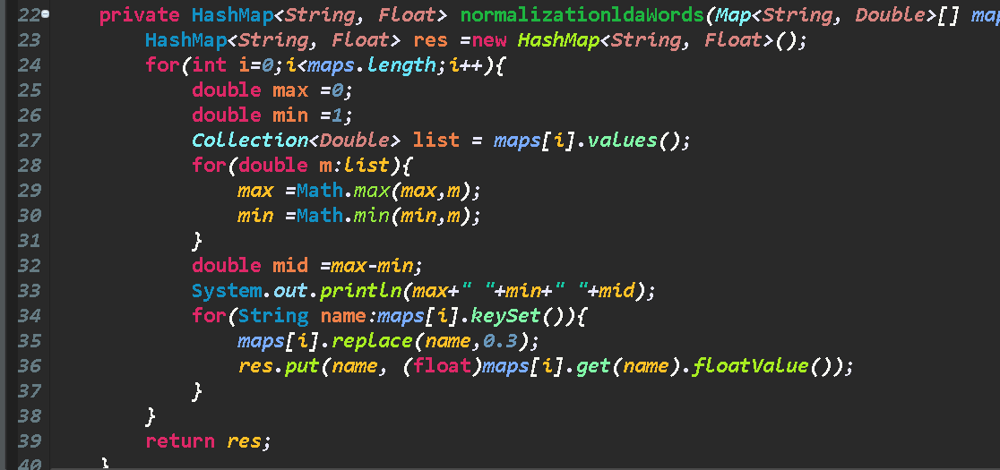 22 private HashMap<String, Float> normalizationldaWords(Map<String, Double>[] map
23 HashMap<String, Float> res =new HashMap<String, Float>();
24 for(int i=0;i<maps.length;i++){
25 double max =0;
26 double min =1;
27 Collection<Double> list = maps[i].values();
28 for(double m:list){
29 max =Math.max(max,m);
30 min =Math.min(min,m);
31 }
32 double mid =max-min;
33 System.out.println(max+" "+min+" "+mid);
34 for(String name:maps[i].keySet()){
35 maps[i].replace(name,0.3);
36 res.put(name, (float)maps[i].get(name).floatValue());
37 }
38 }
39 return res;
40 }